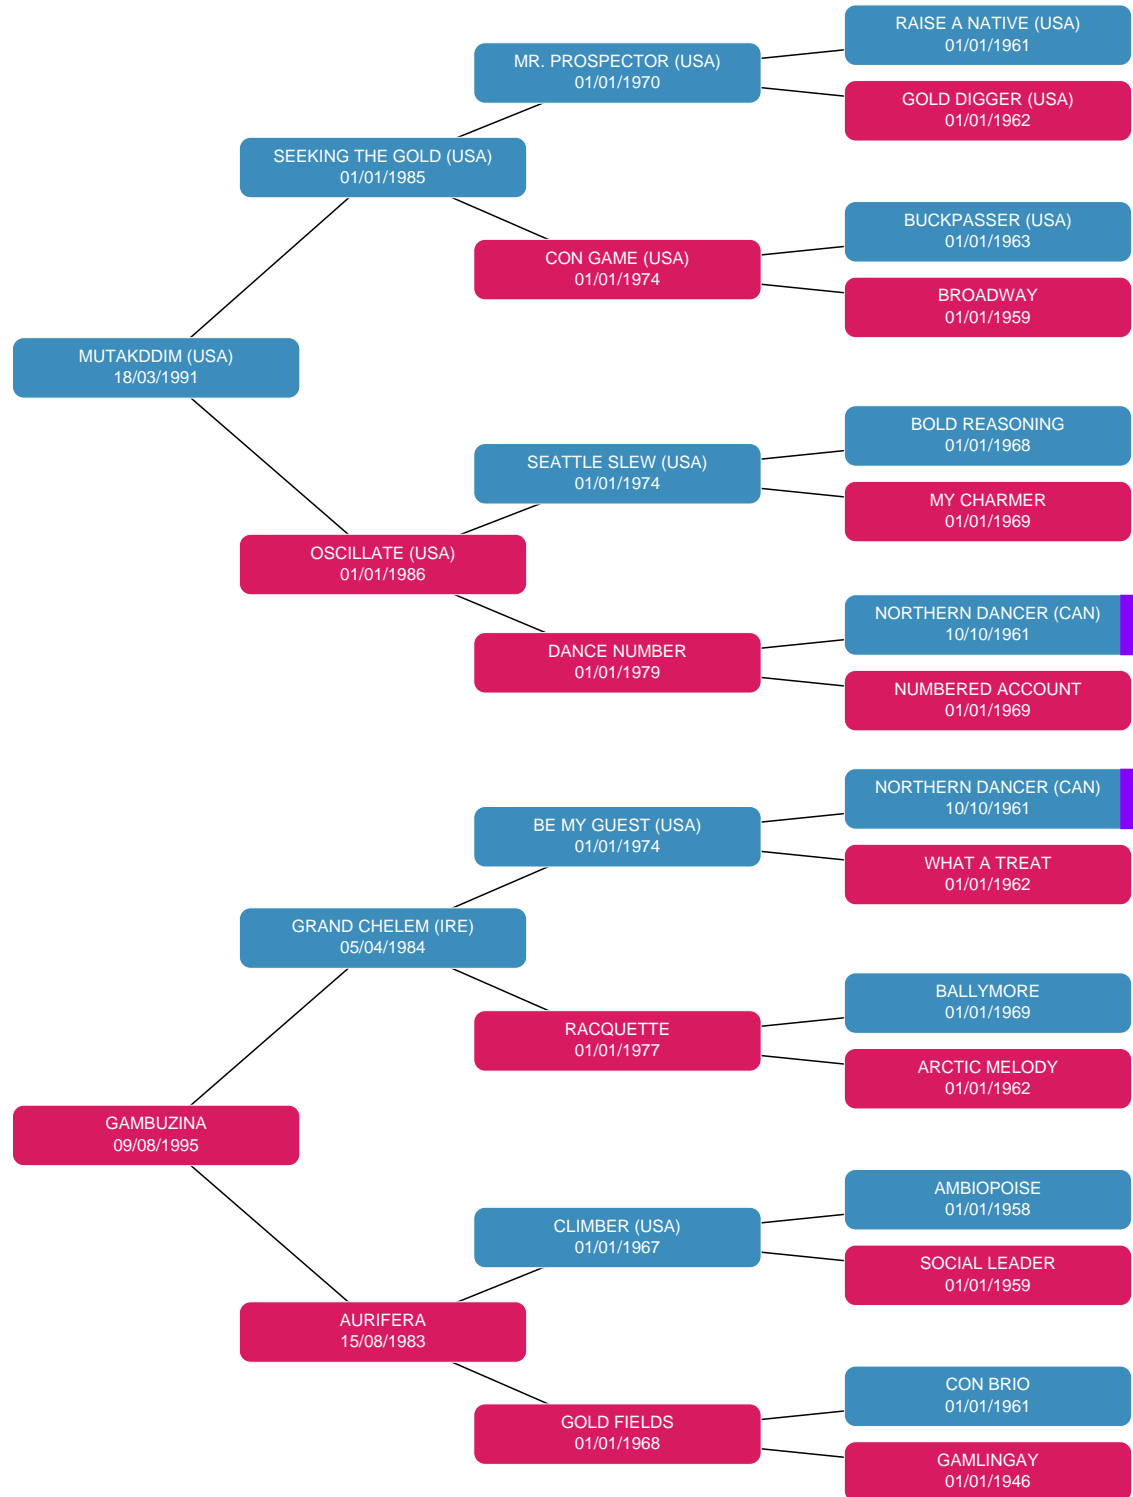 RAISE A NATIVE (USA)
01/01/1961
MR. PROSPECTOR (USA)
01/01/1970
GOLD DIGGER (USA)
01/01/1962
SEEKING THE GOLD (USA)
01/01/1985
BUCKPASSER (USA)
01/01/1963
CON GAME (USA)
01/01/1974
BROADWAY
01/01/1959
MUTAKDDIM (USA)
18/03/1991
BOLD REASONING
01/01/1968
SEATTLE SLEW (USA)
01/01/1974
MY CHARMER
01/01/1969
OSCILLATE (USA)
01/01/1986
NORTHERN DANCER (CAN)
10/10/1961
DANCE NUMBER
01/01/1979
NUMBERED ACCOUNT
01/01/1969
NORTHERN DANCER (CAN)
10/10/1961
BE MY GUEST (USA)
01/01/1974
WHAT A TREAT
01/01/1962
GRAND CHELEM (IRE)
05/04/1984
BALLYMORE
01/01/1969
RACQUETTE
01/01/1977
ARCTIC MELODY
01/01/1962
GAMBUZINA
09/08/1995
AMBIOPOISE
01/01/1958
CLIMBER (USA)
01/01/1967
SOCIAL LEADER
01/01/1959
AURIFERA
15/08/1983
CON BRIO
01/01/1961
GOLD FIELDS
01/01/1968
GAMLINGAY
01/01/1946